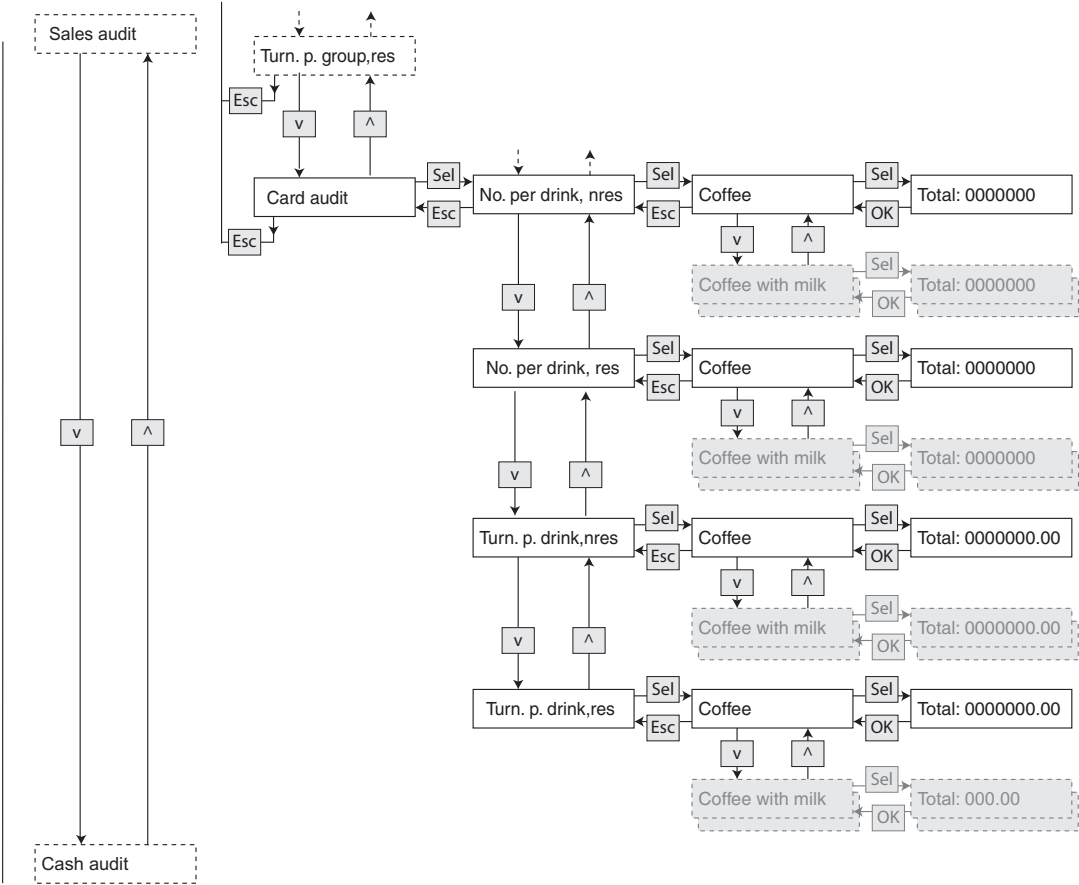 Sales audit
Turn. p. group,res
Esc
v
^
Card audit
Sel
Esc
No. per drink, nres
Sel
Esc
Coffee
Sel
OK
Total: 0000000
Esc
v
^
Coffee with milk
Sel
OK
Total: 0000000
v
^
No. per drink, res
Sel
Esc
Coffee
Sel
OK
Total: 0000000
v
^
v
^
Coffee with milk
Sel
OK
Total: 0000000
v
^
Turn. p. drink,nres
Sel
Esc
Coffee
Sel
OK
Total: 0000000.00
v
^
Coffee with milk
Sel
OK
Total: 0000000.00
v
^
Turn. p. drink,res
Sel
Esc
Coffee
Sel
OK
Total: 0000000.00
v
^
Coffee with milk
Sel
OK
Total: 000.00
Cash audit